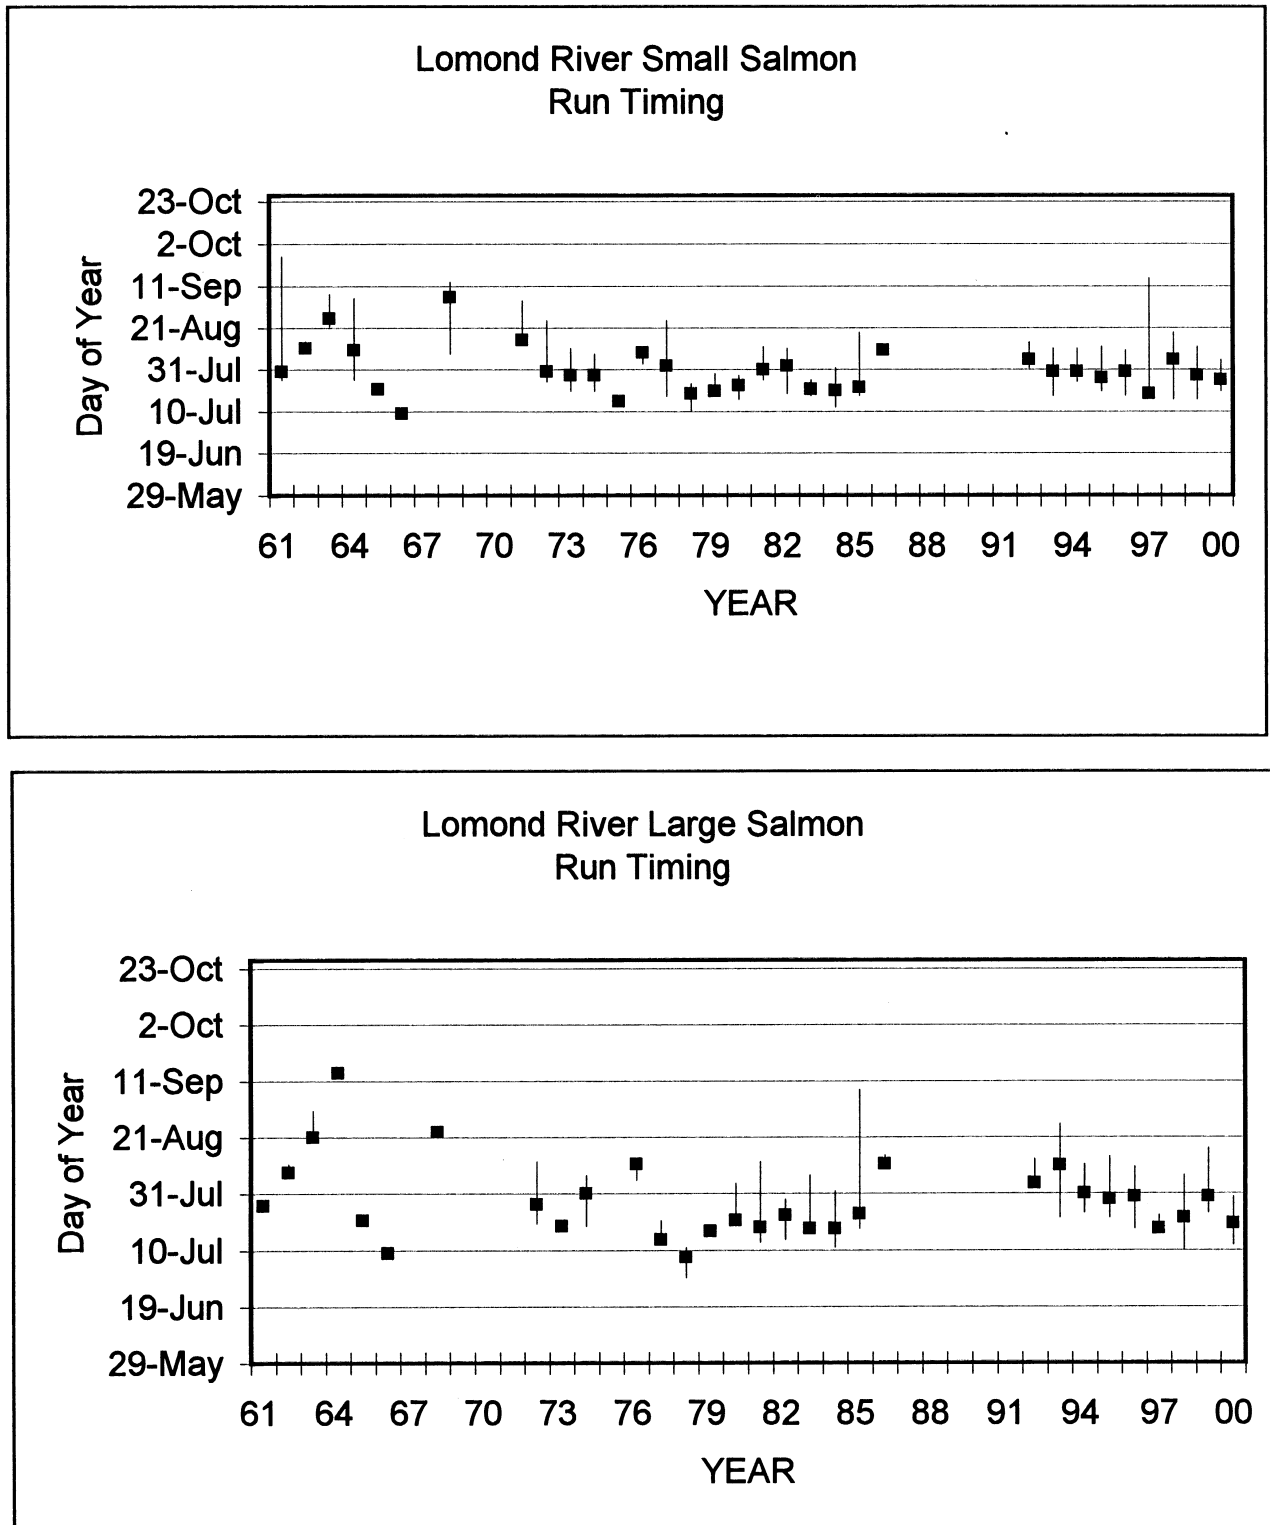 Lomond River Small Salmon
Run Timing
Day of Year
23-Oct
2-Oct
11-Sep
21-Aug
31-Jul
10-Jul
19-Jun
29-May
61 64 67 70 73 76 79 82 85 88 91 94 97 00
YEAR
Lomond River Large Salmon
Run Timing
Day of Year
23-Oct
2-Oct
11-Sep
21-Aug
31-Jul
10-Jul
19-Jun
29-May
61 64 67 70 73 76 79 82 85 88 91 94 97 00
YEAR